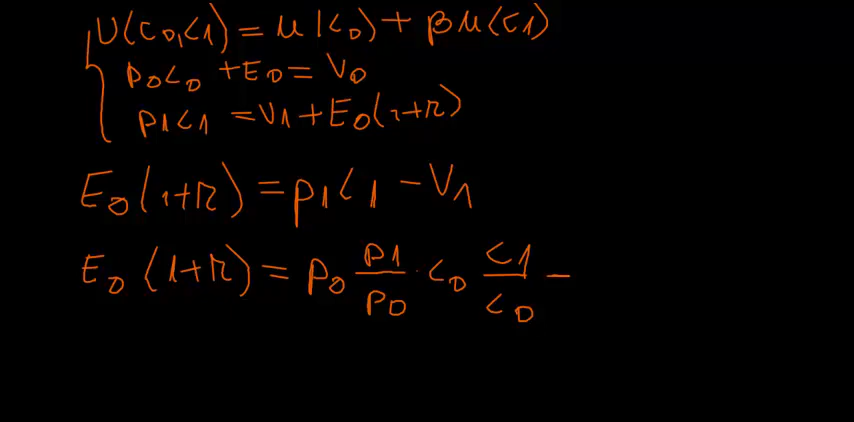 U(C0,C1) = u(C0) + βu(C1)
P0C0 + E0 = V0
P1C1 = V1 + E0(1+r)
E0(1+r) = P1C1 − V1
E0(1+r) = P0 P1/P0 · C0 C1/C0 −